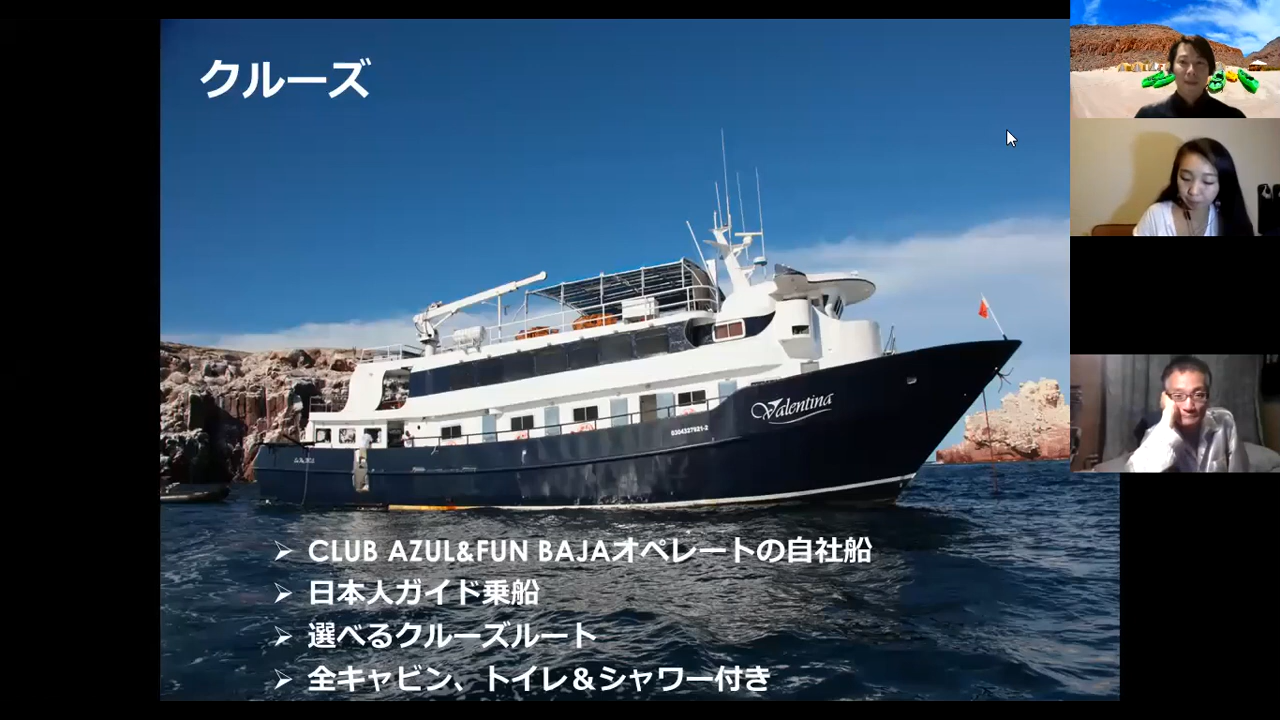 クルーズ
Valentina
0304327821-2
➢ CLUB AZUL&FUN BAJAオペレートの自社船
➢ 日本人ガイド乗船
➢ 選べるクルーズルート
➢ 全キャビン、トイレ＆シャワー付き